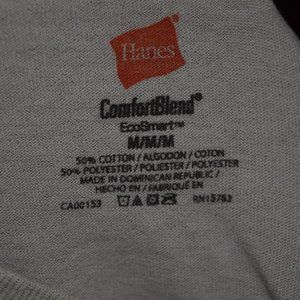 Hanes
ComfortBlend®
EcoSmart™
M/M/M
50% COTTON / ALGODON / COTON
50% POLYESTER / POLIESTER / POLYESTER
MADE IN DOMINICAN REPUBLIC /
HECHO EN / FABRIQUÉ EN
CA00153 RN15763